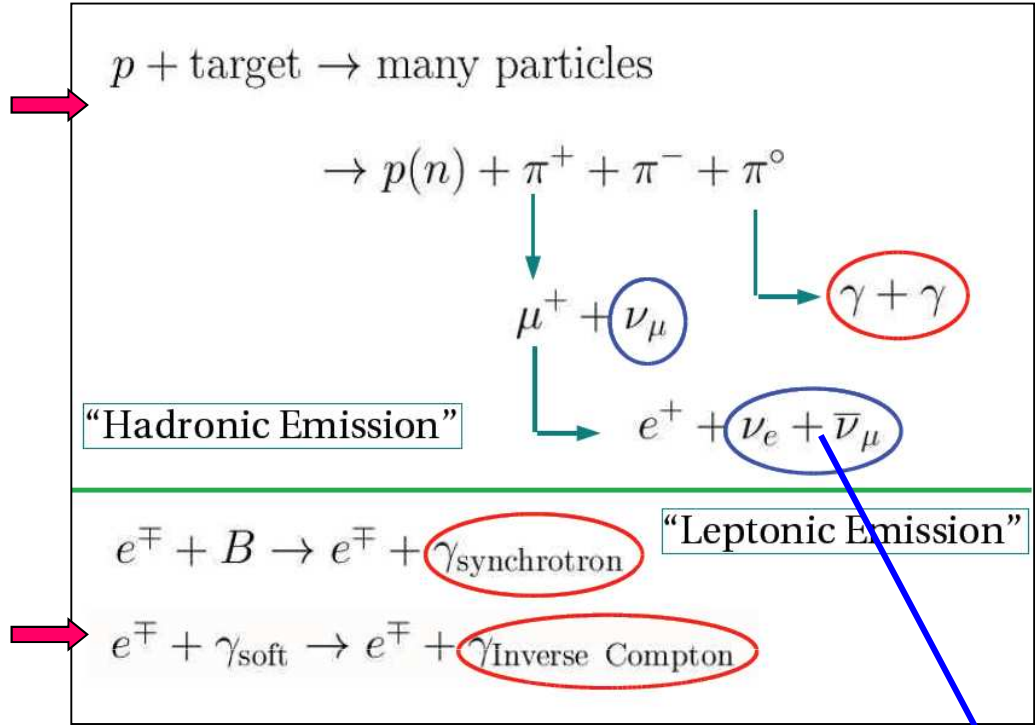 p + target → many particles
→ p(n) + π⁺ + π⁻ + π°
μ⁺ + ν_μ
γ + γ
“Hadronic Emission”
e⁺ + ν_e + ν̅_μ
“Leptonic Emission”
e^∓ + B → e^∓ + γ_synchrotron
e^∓ + γ_soft → e^∓ + γ_Inverse Compton